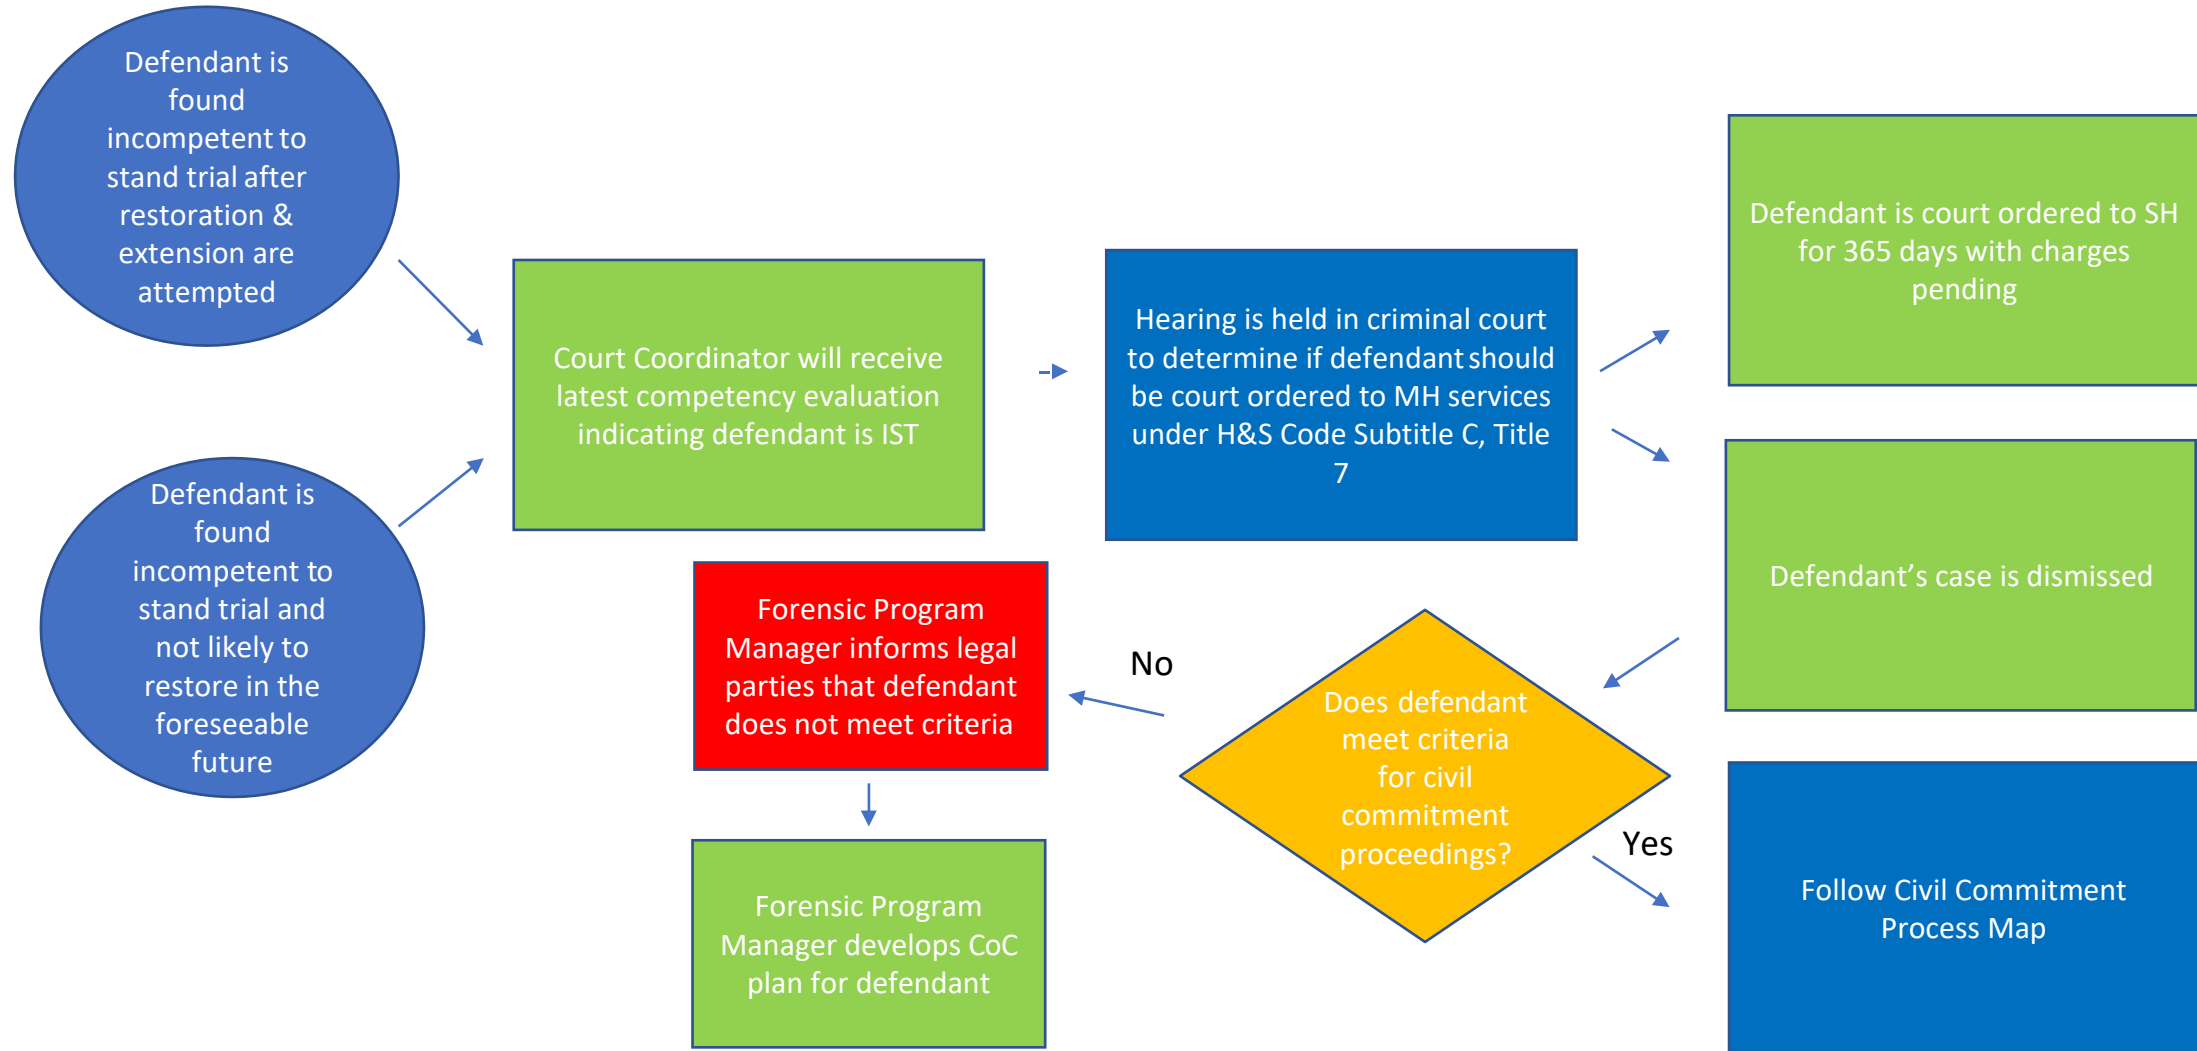 Defendant is
found
incompetent to
stand trial after
restoration &
extension are
attempted
Defendant is
found
incompetent to
stand trial and
not likely to
restore in the
foreseeable
future
Court Coordinator will receive
latest competency evaluation
indicating defendant is IST
Hearing is held in criminal court
to determine if defendant should
be court ordered to MH services
under H&S Code Subtitle C, Title
7
Defendant is court ordered to SH
for 365 days with charges
pending
Defendant’s case is dismissed
Does defendant
meet criteria
for civil
commitment
proceedings?
No
Forensic Program
Manager informs legal
parties that defendant
does not meet criteria
Forensic Program
Manager develops CoC
plan for defendant
Yes
Follow Civil Commitment
Process Map